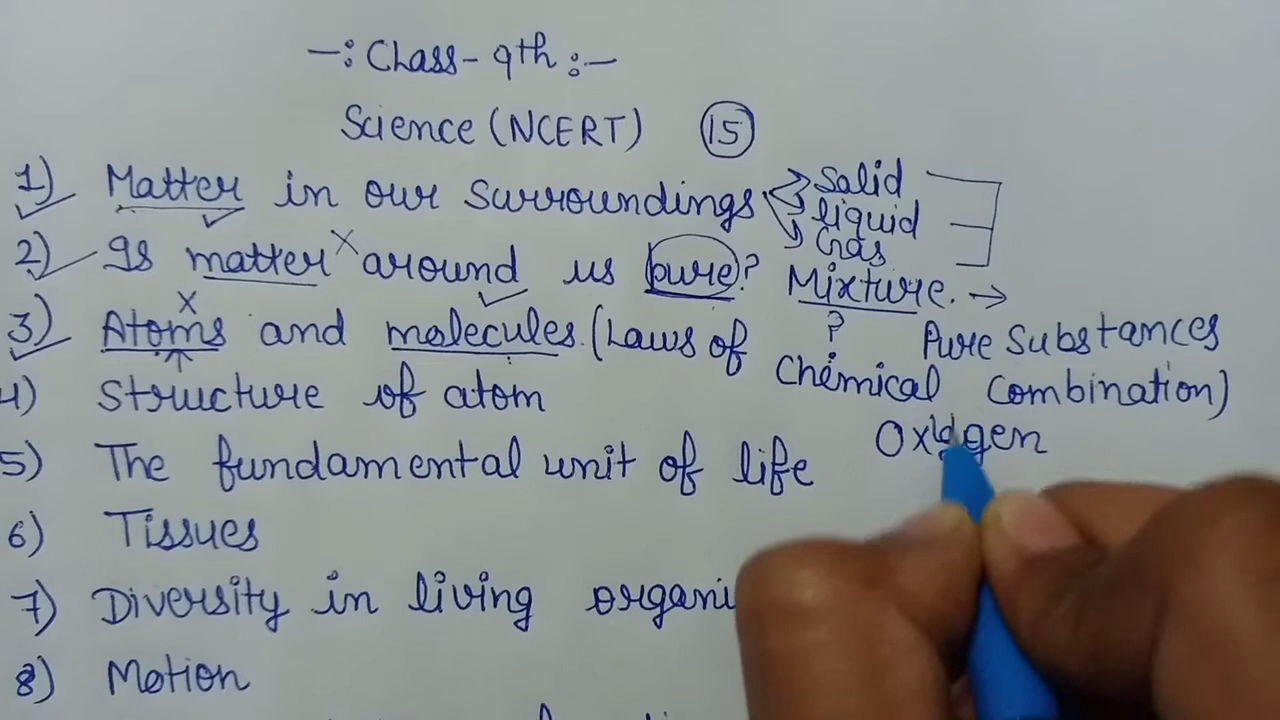 -: Class - 9th :-
Science (NCERT) 15
1) Matter in our surroundings Solid
liquid
Gas
2) Is matter around us pure? Mixture. →
? Pure Substances
3) Atoms and molecules. (Laws of
Chemical Combination)
4) Structure of atom
Oxygen
5) The fundamental unit of life
6) Tissues
7) Diversity in living organi
8) Motion